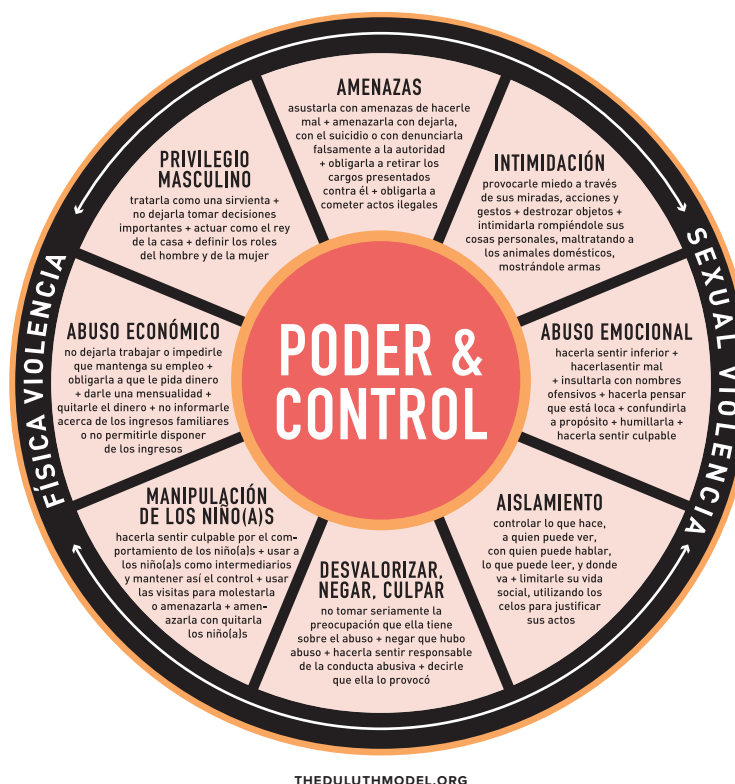 AMENAZAS
asustarla con amenazas de hacerle
mal + amenazarla con dejarla,
con el suicidio o con denunciarla
falsamente a la autoridad
+ obligarla a retirar los
cargos presentados
contra él + obligarla a
cometer actos ilegales
INTIMIDACIÓN
provocarle miedo a través
de sus miradas, acciones y
gestos + destrozar objetos +
intimidarla rompiéndole sus
cosas personales, maltratando a
los animales domésticos,
mostrándole armas
ABUSO EMOCIONAL
hacerla sentir inferior +
hacerlasentir mal
+ insultarla con nombres
ofensivos + hacerla pensar
que está loca + confundirla
a propósito + humillarla +
hacerla sentir culpable
AISLAMIENTO
controlar lo que hace,
a quien puede ver,
con quien puede hablar,
lo que puede leer, y donde
va + limitarle su vida
social, utilizando los
celos para justificar
sus actos
DESVALORIZAR,
NEGAR, CULPAR
no tomar seriamente la
preocupación que ella tiene
sobre el abuso + negar que hubo
abuso + hacerla sentir responsable
de la conducta abusiva + decirle
que ella lo provocó
MANIPULACIÓN
DE LOS NIÑO(A)S
hacerla sentir culpable por el com-
portamiento de los niño(a)s + usar a
los niño(a)s como intermediarios
y mantener así el control + usar
las visitas para molestarla
o amenazarla + amen-
azarla con quitarla
los niño(a)s
ABUSO ECONÓMICO
no dejarla trabajar o impedirle
que mantenga su empleo +
obligarla a que le pida dinero
+ darle una mensualidad +
quitarle el dinero + no informarle
acerca de los ingresos familiares
o no permitirle disponer
de los ingresos
PRIVILEGIO
MASCULINO
tratarla como una sirvienta +
no dejarla tomar decisiones
importantes + actuar como el rey
de la casa + definir los roles
del hombre y de la mujer
PODER &
CONTROL
FÍSICA VIOLENCIA
SEXUAL VIOLENCIA
THEDULUTHMODEL.ORG